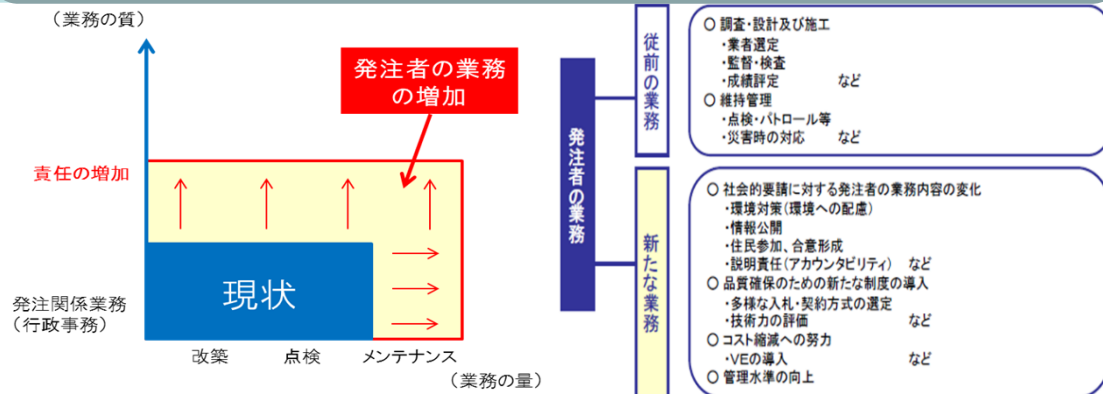 (業務の質)
発注者の業務
の増加
責任の増加
現状
発注関係業務
(行政事務)
改築
点検
メンテナンス
(業務の量)
発注者の業務
従前の業務
○ 調査・設計及び施工
・業者選定
・監督・検査
・成績評定 など
○ 維持管理
・点検・パトロール等
・災害時の対応 など
新たな業務
○ 社会的要請に対する発注者の業務内容の変化
・環境対策(環境への配慮)
・情報公開
・住民参加、合意形成
・説明責任(アカウンタビリティ) など
○ 品質確保のための新たな制度の導入
・多様な入札・契約方式の選定
・技術力の評価 など
○ コスト縮減への努力
・VEの導入 など
○ 管理水準の向上